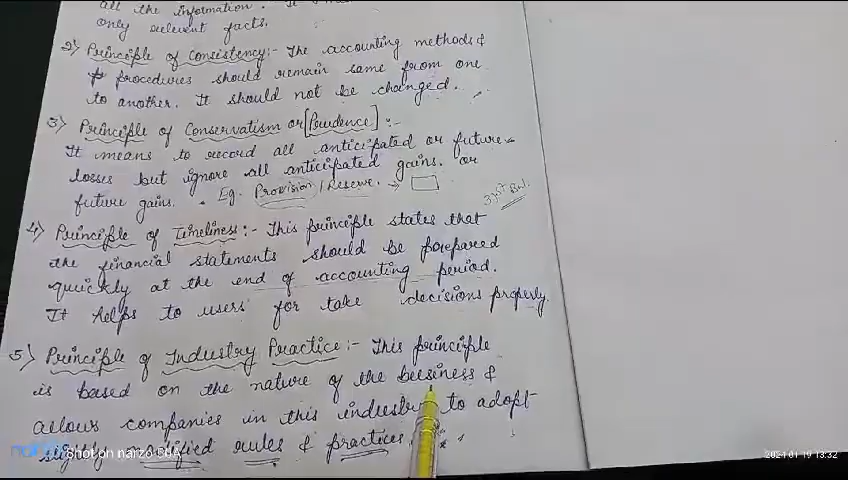 all the information.
only relevent facts.
2) Principle of Consistency:- The accounting methods &
procedures should remain same from one
to another. It should not be changed.
3) Principle of Conservatism or [Prudence] :-
It means to record all anticipated or future
losses but ignore all anticipated gains. or
future gains. Eg. Provision / Reserve. →
4) Principle of Timeliness:- This principle states that
the financial statements should be prepared
quickly at the end of accounting period.
It helps to users for take decisions properly.
5) Principle of Industry Practice:- This principle
is based on the nature of the business &
allows companies in this industry to adopt
modified rules & practices.
Shot on narzo 50A
2024-01-19 13:32